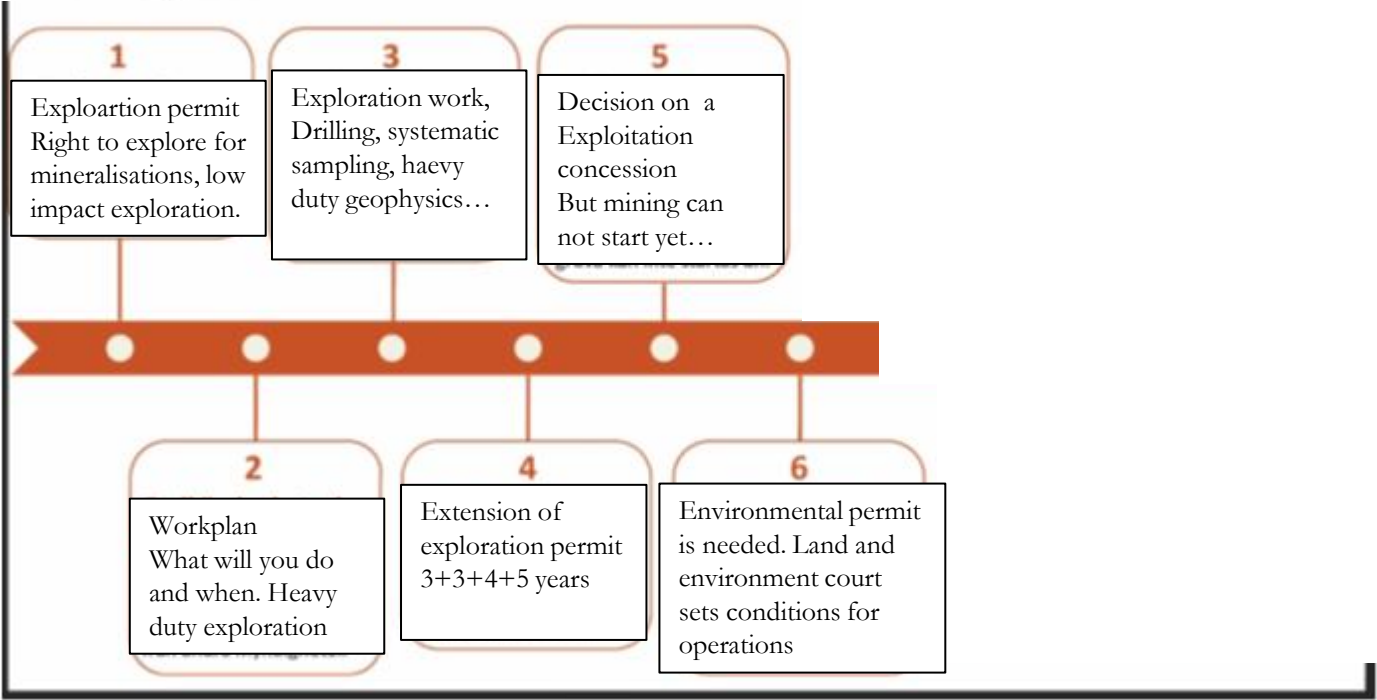 1
Exploartion permit
Right to explore for
mineralisations, low
impact exploration.
2
Workplan
What will you do
and when. Heavy
duty exploration
3
Exploration work,
Drilling, systematic
sampling, haevy
duty geophysics…
4
Extension of
exploration permit
3+3+4+5 years
5
Decision on a
Exploitation
concession
But mining can
not start yet…
6
Environmental permit
is needed. Land and
environment court
sets conditions for
operations